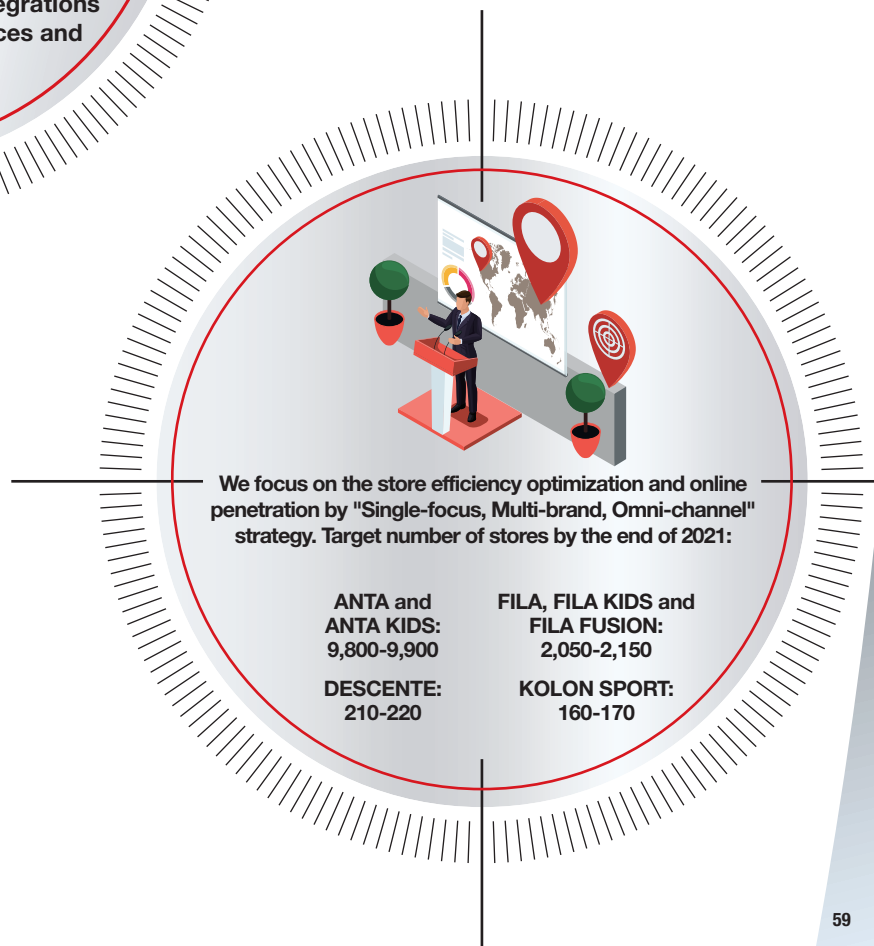 ces and
We focus on the store efficiency optimization and online
penetration by "Single-focus, Multi-brand, Omni-channel"
strategy. Target number of stores by the end of 2021:
ANTA and
ANTA KIDS:
9,800-9,900
FILA, FILA KIDS and
FILA FUSION:
2,050-2,150
DESCENTE:
210-220
KOLON SPORT:
160-170
59